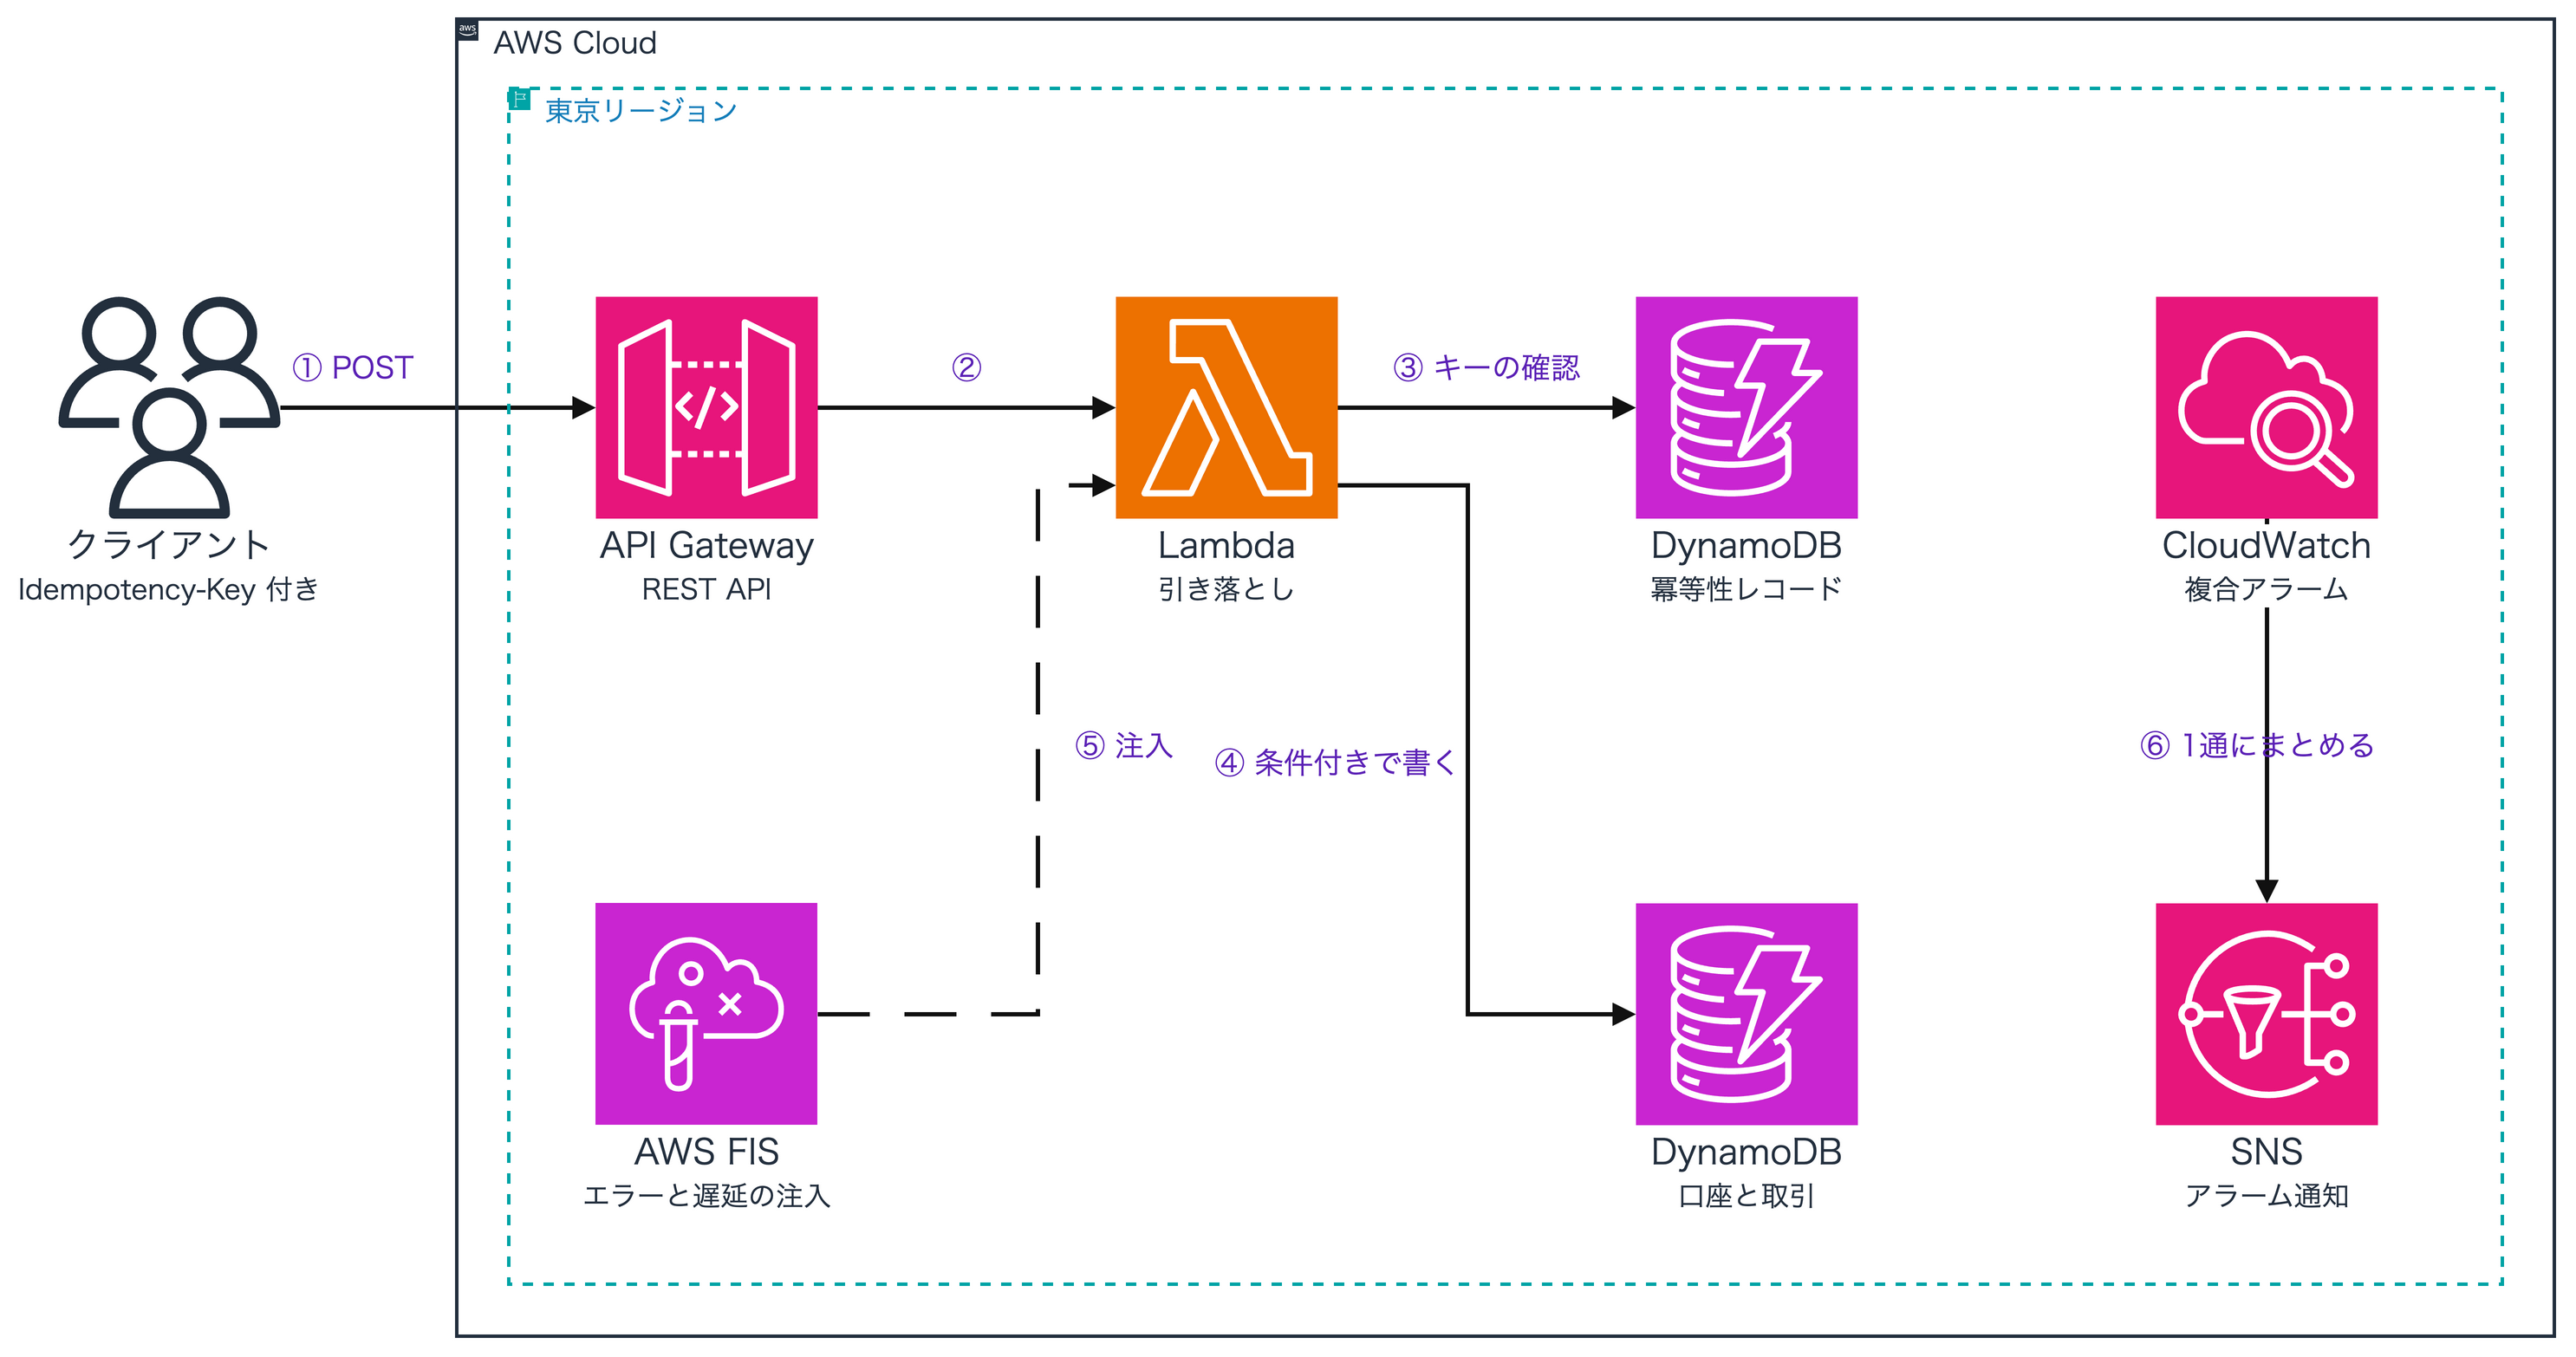 aws
AWS Cloud
東京リージョン
① POST
②
③ キーの確認
クライアント
Idempotency-Key 付き
API Gateway
REST API
Lambda
引き落とし
DynamoDB
冪等性レコード
CloudWatch
複合アラーム
⑤ 注入
④ 条件付きで書く
⑥ 1通にまとめる
AWS FIS
エラーと遅延の注入
DynamoDB
口座と取引
SNS
アラーム通知